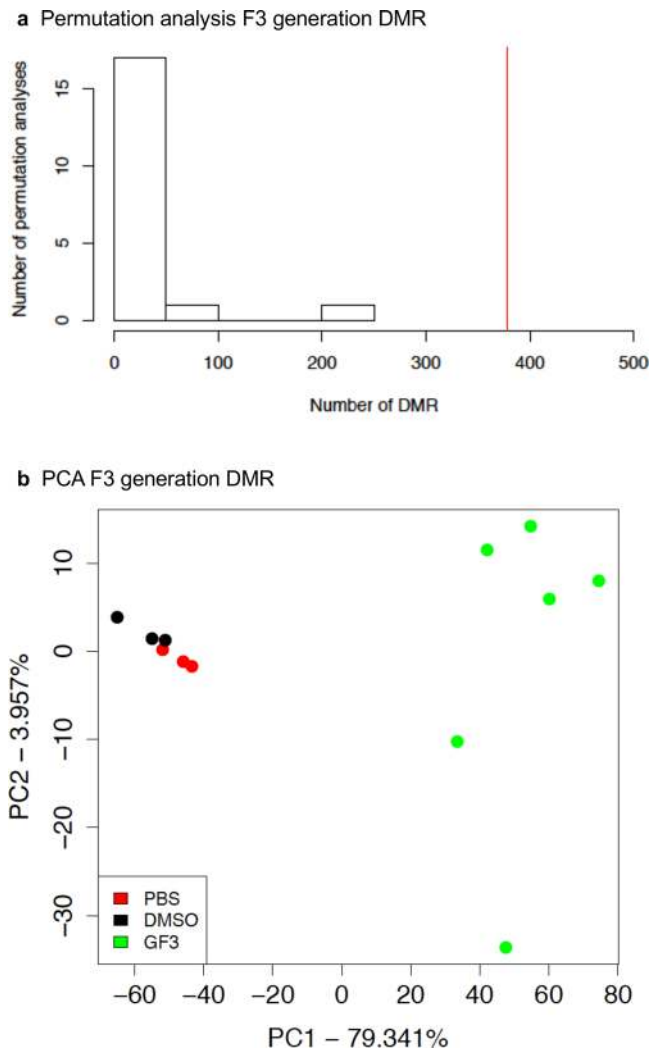 a Permutation analysis F3 generation DMR
Number of permutation analyses
15
10
5
0
0 100 200 300 400 500
Number of DMR
b PCA F3 generation DMR
PC2 – 3.957%
10
0
−10
−20
−30
PBS
DMSO
GF3
−60 −40 −20 0 20 40 60 80
PC1 – 79.341%